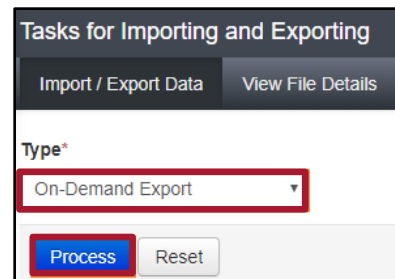 Tasks for Importing and Exporting
Import / Export Data View File Details
Type*
On-Demand Export
Process Reset